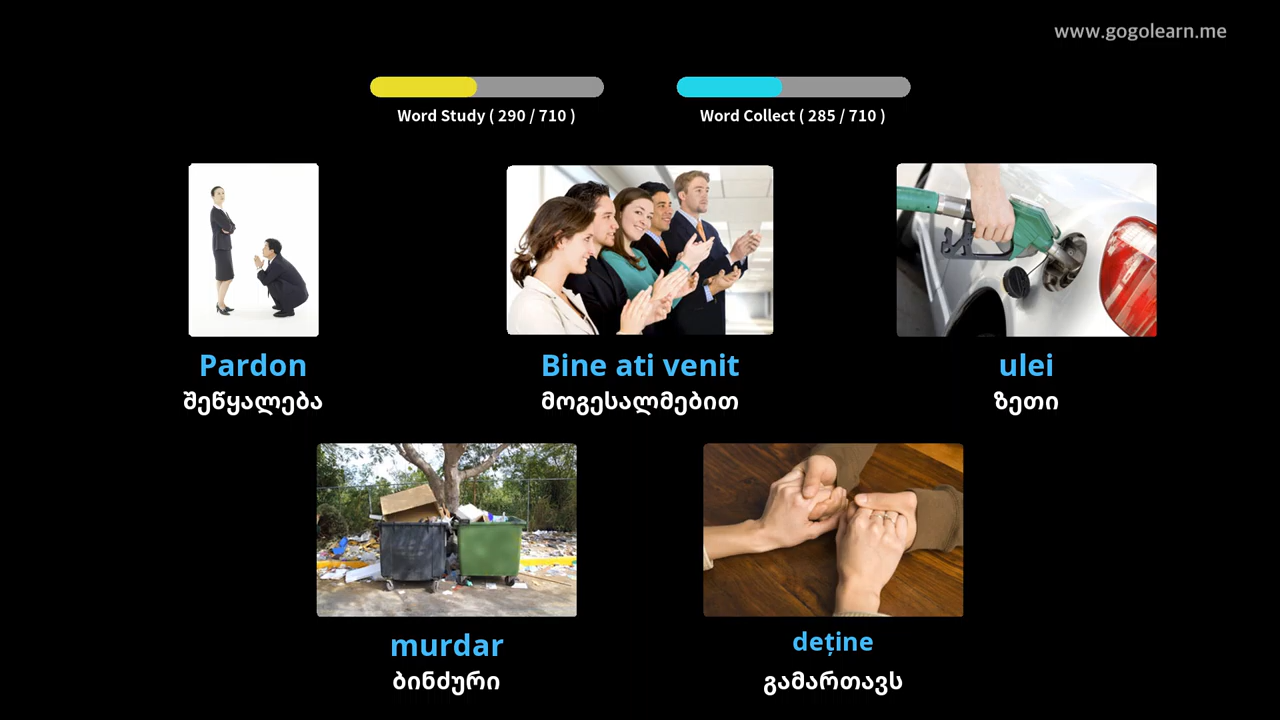 www.gogolearn.me
Word Study ( 290 / 710 )
Word Collect ( 285 / 710 )
Pardon
შეწყალება
Bine ati venit
მოგესალმებით
ulei
ზეთი
murdar
ბინძური
deține
გამართავს